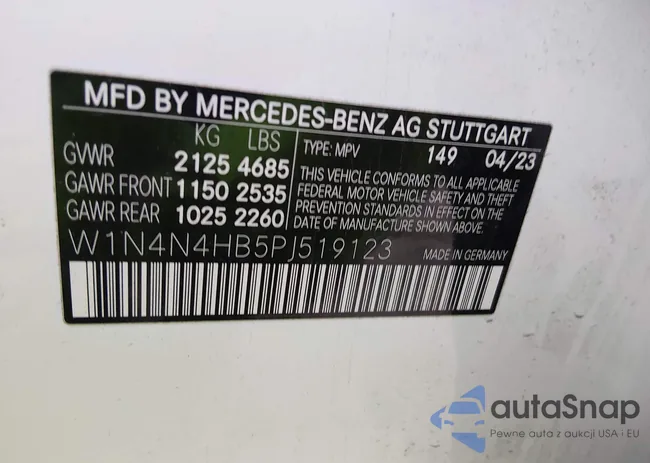 MFD BY MERCEDES-BENZ AG STUTTGART
KG LBS
GVWR 2125 4685
GAWR FRONT 1150 2535
GAWR REAR 1025 2260
TYPE: MPV 149 04/23
THIS VEHICLE CONFORMS TO ALL APPLICABLE
FEDERAL MOTOR VEHICLE SAFETY AND THEFT
PREVENTION STANDARDS IN EFFECT ON THE
DATE OF MANUFACTURE SHOWN ABOVE.
W1N4N4HB5PJ519123
MADE IN GERMANY
autoSnap
Pewne auta z aukcji USA • EU